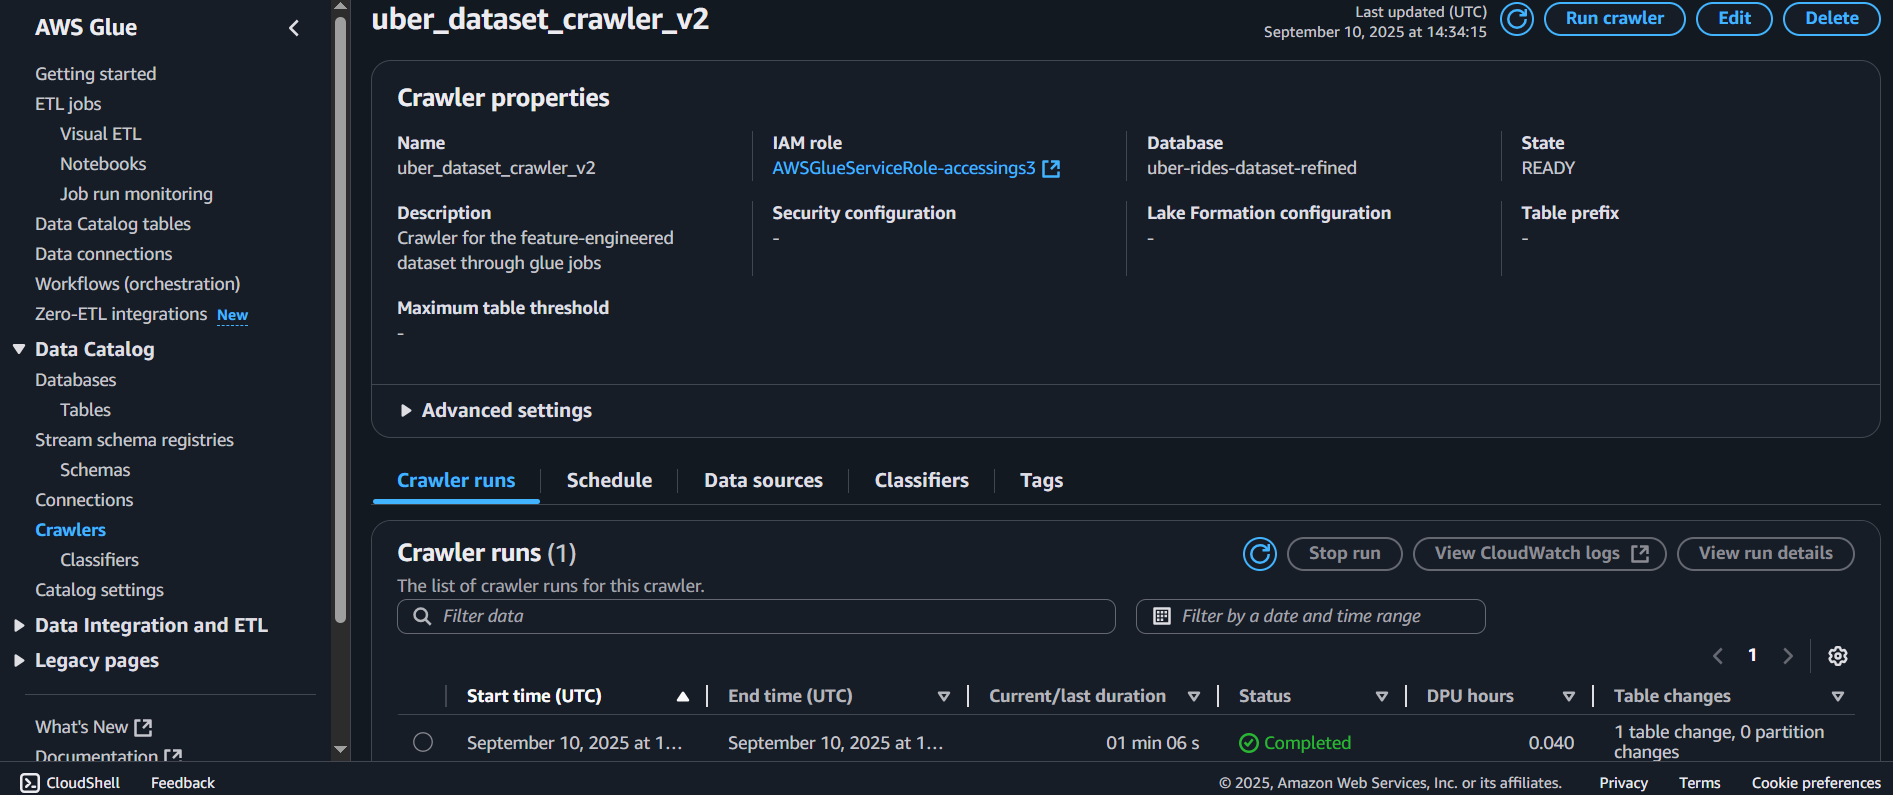 AWS Glue
Getting started
ETL jobs
Visual ETL
Notebooks
Job run monitoring
Data Catalog tables
Data connections
Workflows (orchestration)
Zero-ETL integrations New
Data Catalog
Databases
Tables
Stream schema registries
Schemas
Connections
Crawlers
Classifiers
Catalog settings
Data Integration and ETL
Legacy pages
What's New
Documentation
uber_dataset_crawler_v2
Last updated (UTC)
September 10, 2025 at 14:34:15
Run crawler
Edit
Delete
Crawler properties
Name
uber_dataset_crawler_v2
IAM role
AWSGlueServiceRole-accessings3
Database
uber-rides-dataset-refined
State
READY
Description
Crawler for the feature-engineered
dataset through glue jobs
Security configuration
-
Lake Formation configuration
-
Table prefix
-
Maximum table threshold
-
Advanced settings
Crawler runs
Schedule
Data sources
Classifiers
Tags
Crawler runs (1)
The list of crawler runs for this crawler.
Stop run
View CloudWatch logs
View run details
Filter data
Filter by a date and time range
1
Start time (UTC)
End time (UTC)
Current/last duration
Status
DPU hours
Table changes
September 10, 2025 at 1…
September 10, 2025 at 1…
01 min 06 s
Completed
0.040
1 table change, 0 partition
changes
CloudShell
Feedback
© 2025, Amazon Web Services, Inc. or its affiliates.
Privacy
Terms
Cookie preferences